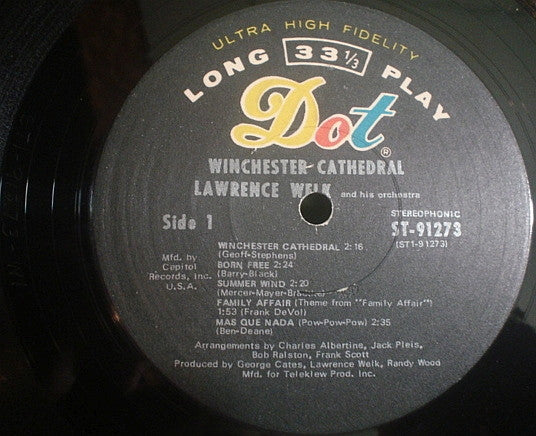 ULTRA HIGH FIDELITY
LONG 33 1/3 PLAY
Dot®
WINCHESTER CATHEDRAL
LAWRENCE WELK and his orchestra
Side 1
STEREOPHONIC
ST-91273
(ST1-91273)
Mfd. by
Capitol
Records, Inc.
U.S.A.
WINCHESTER CATHEDRAL 2:16
(Geoff-Stephens)
BORN FREE 2:24
(Barry-Black)
SUMMER WIND 2:20
(Mercer-Mayer-Bradtke)
FAMILY AFFAIR (Theme from "Family Affair")
1:53 (Frank DeVol)
MAS QUE NADA (Pow-Pow-Pow) 2:35
(Ben-Deane)
Arrangements by Charles Albertine, Jack Pleis,
Bob Ralston, Frank Scott
Produced by George Cates, Lawrence Welk, Randy Wood
Mfd. for Teleklew Prod. Inc.